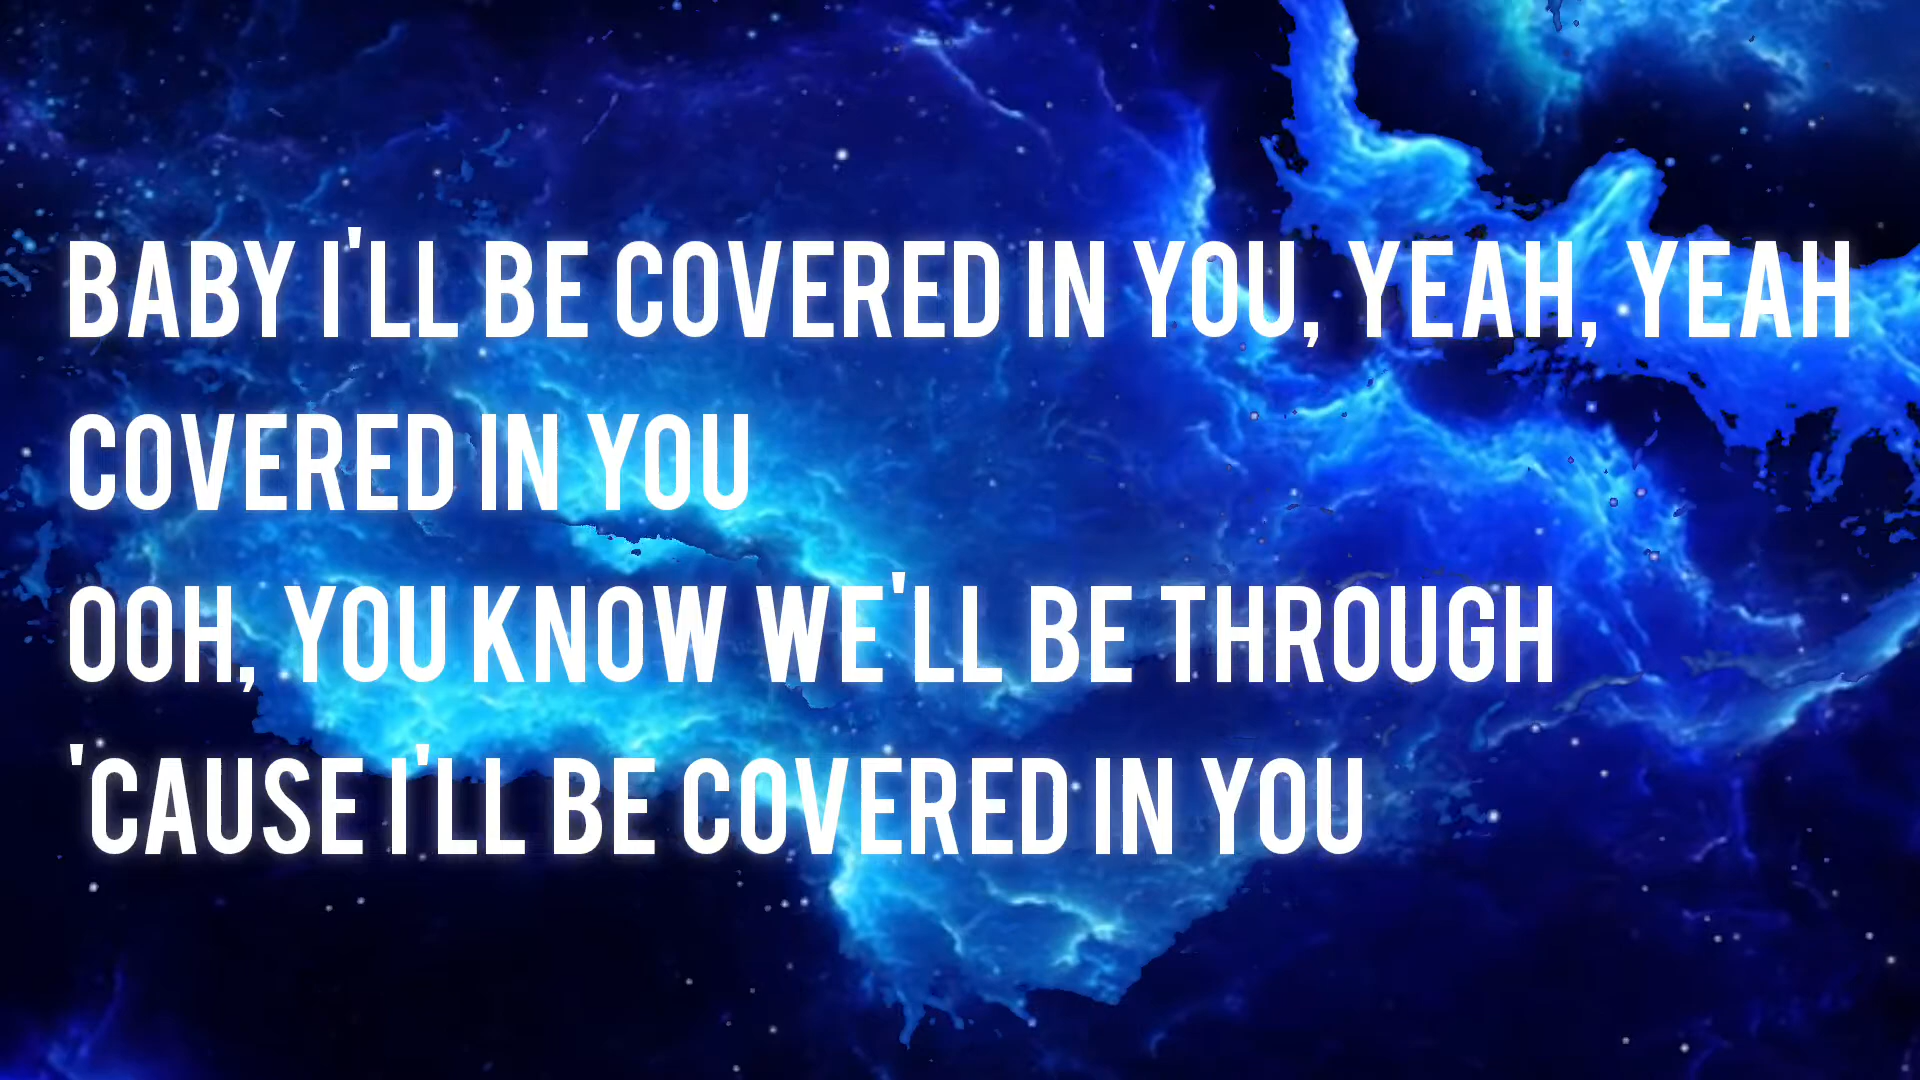 BABY I'LL BE COVERED IN YOU, YEAH, YEAH
COVERED IN YOU
OOH, YOU KNOW WE'LL BE THROUGH
'CAUSE I'LL BE COVERED IN YOU